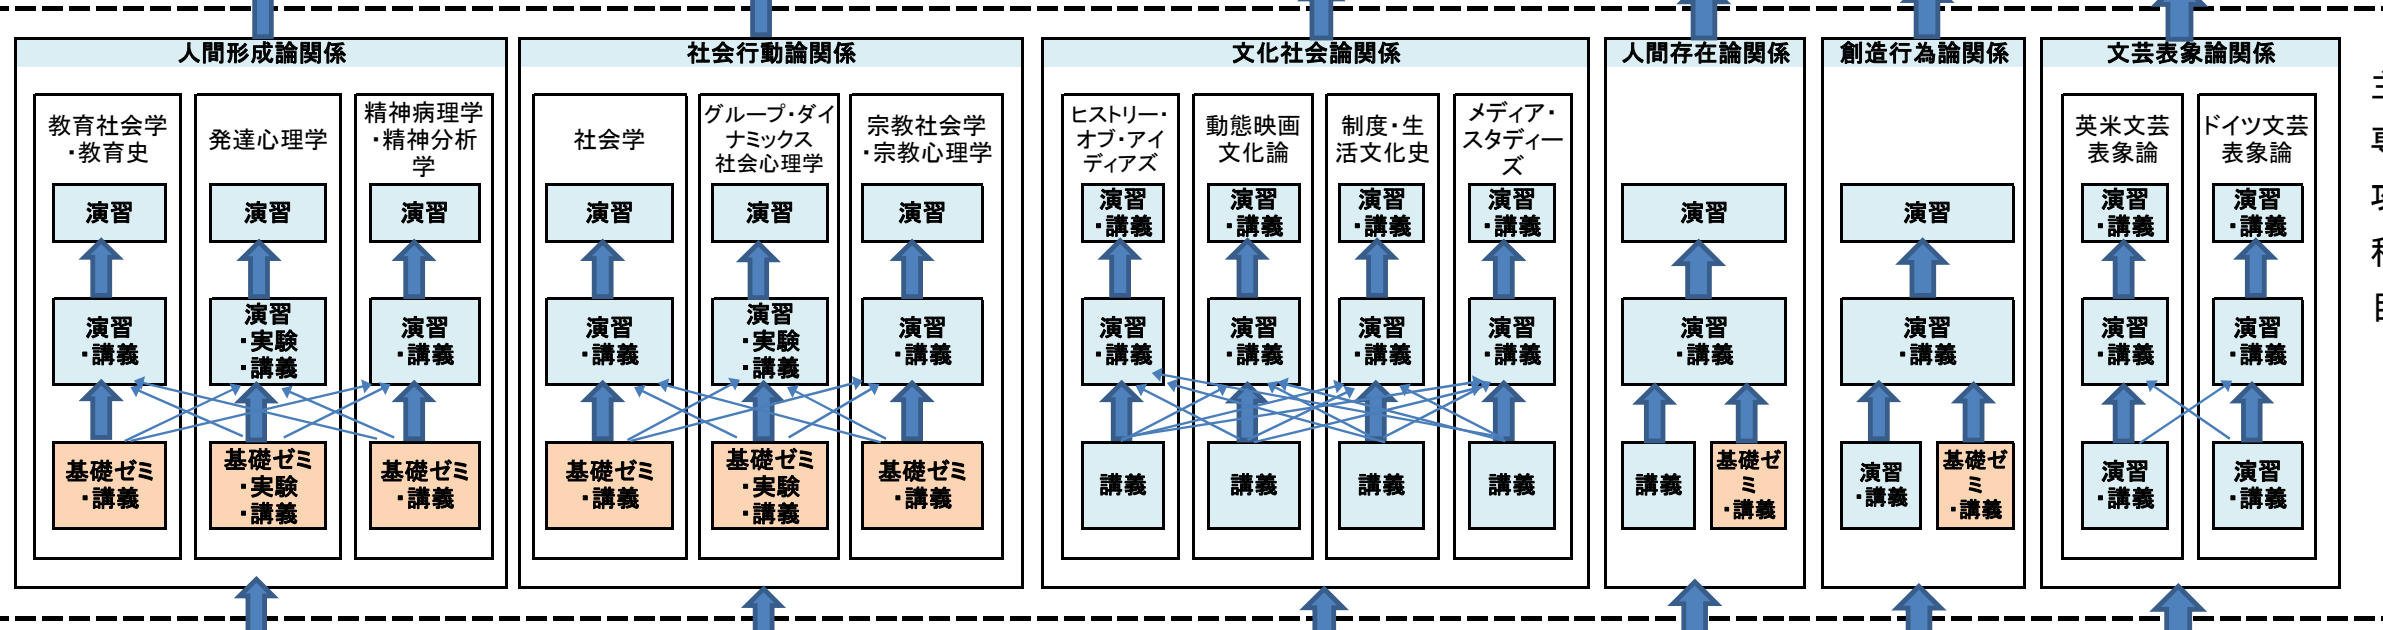 人間形成論関係
教育社会学
・教育史
演習
演習
・講義
基礎ゼミ
・講義
発達心理学
演習
演習
・実験
・講義
基礎ゼミ
・実験
・講義
精神病理学
・精神分析
学
演習
演習
・講義
基礎ゼミ
・講義
社会行動論関係
社会学
演習
演習
・講義
基礎ゼミ
・講義
グループ・ダイ
ナミックス
社会心理学
演習
演習
・実験
・講義
基礎ゼミ
・実験
・講義
宗教社会学
・宗教心理学
演習
演習
・講義
基礎ゼミ
・講義
文化社会論関係
ヒストリー・
オブ・アイ
ディアズ
演習
・講義
演習
・講義
講義
動態映画
文化論
演習
・講義
演習
・講義
講義
制度・生
活文化史
演習
・講義
演習
・講義
講義
メディア・
スタディー
ズ
演習
・講義
演習
・講義
講義
人間存在論関係
演習
演習
・講義
講義
基礎ゼ
ミ
・講義
創造行為論関係
演習
演習
・講義
演習
・講義
基礎ゼ
ミ
・講義
文芸表象論関係
英米文芸
表象論
演習
・講義
演習
・講義
演習
・講義
ドイツ文芸
表象論
演習
・講義
演習
・講義
演習
・講義